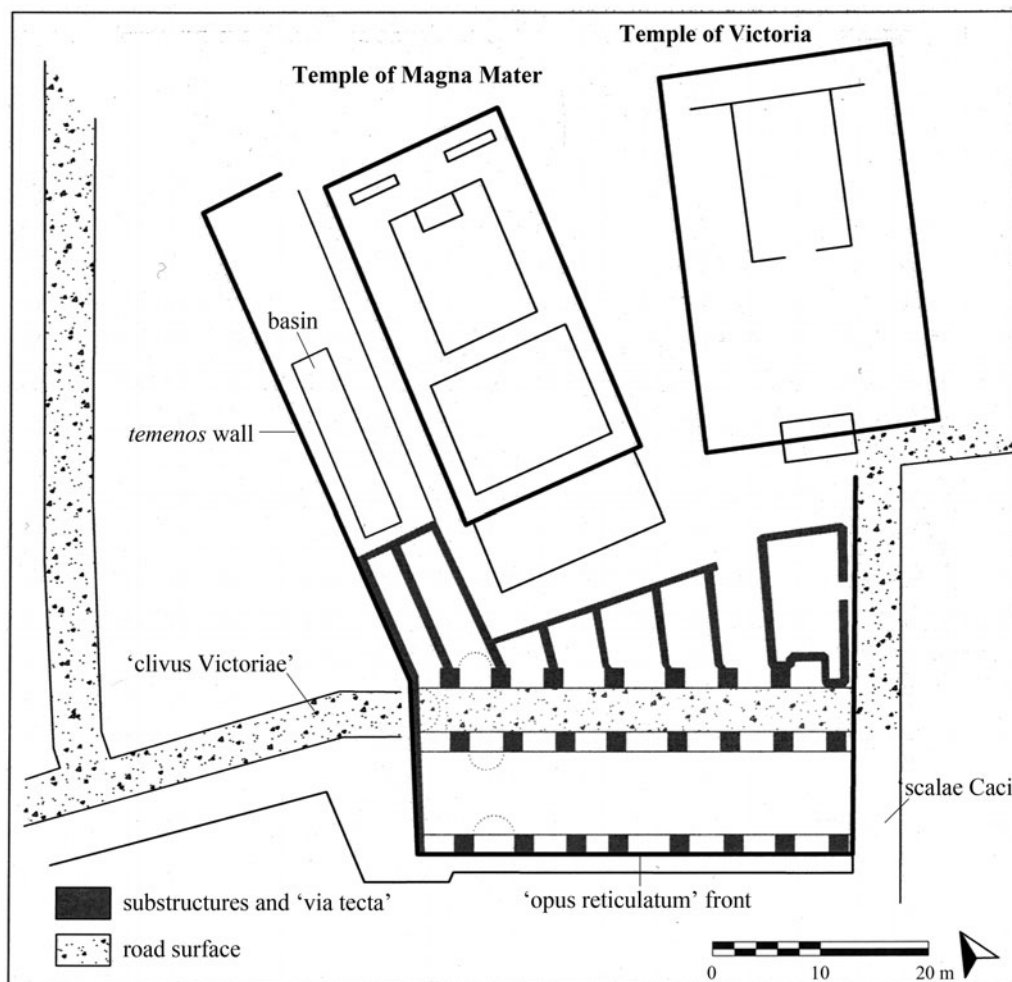 Temple of Victoria
Temple of Magna Mater
basin
temenos wall
‘clivus Victoriae’
scalae Caci
‘opus reticulatum’ front
substructures and ‘via tecta’
road surface
0 10 20 m